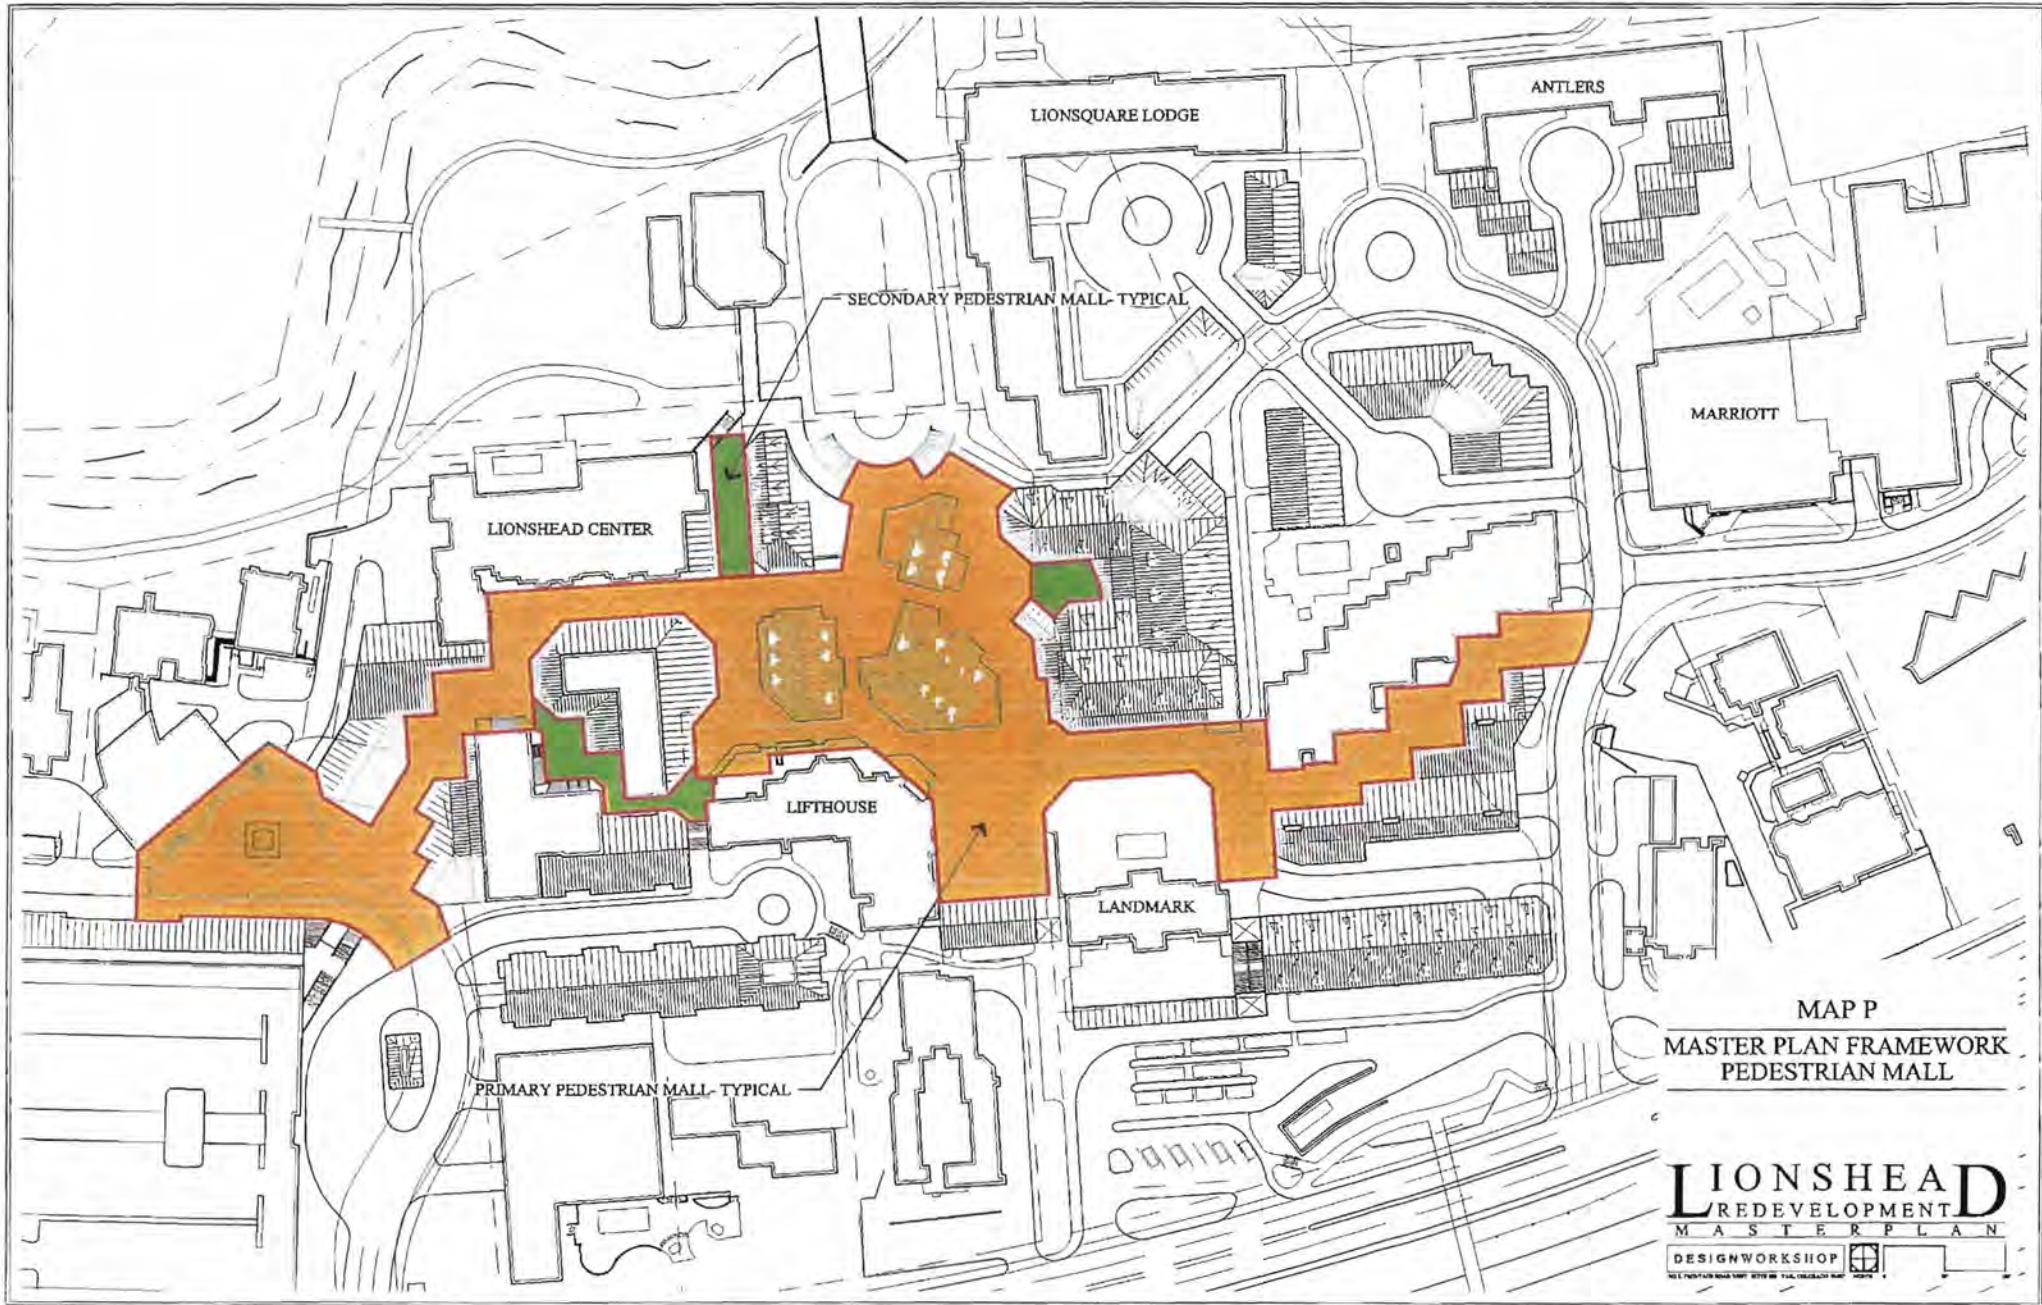 ANTLERS
LIONSQUARE LODGE
SECONDARY PEDESTRIAN MALL- TYPICAL
MARRIOTT
LIONSHEAD CENTER
LIFTHOUSE
LANDMARK
PRIMARY PEDESTRIAN MALL- TYPICAL
MAP P
MASTER PLAN FRAMEWORK
PEDESTRIAN MALL
LIONSHEAD
REDEVELOPMENT
MASTERPLAN
DESIGNWORKSHOP
NORTH